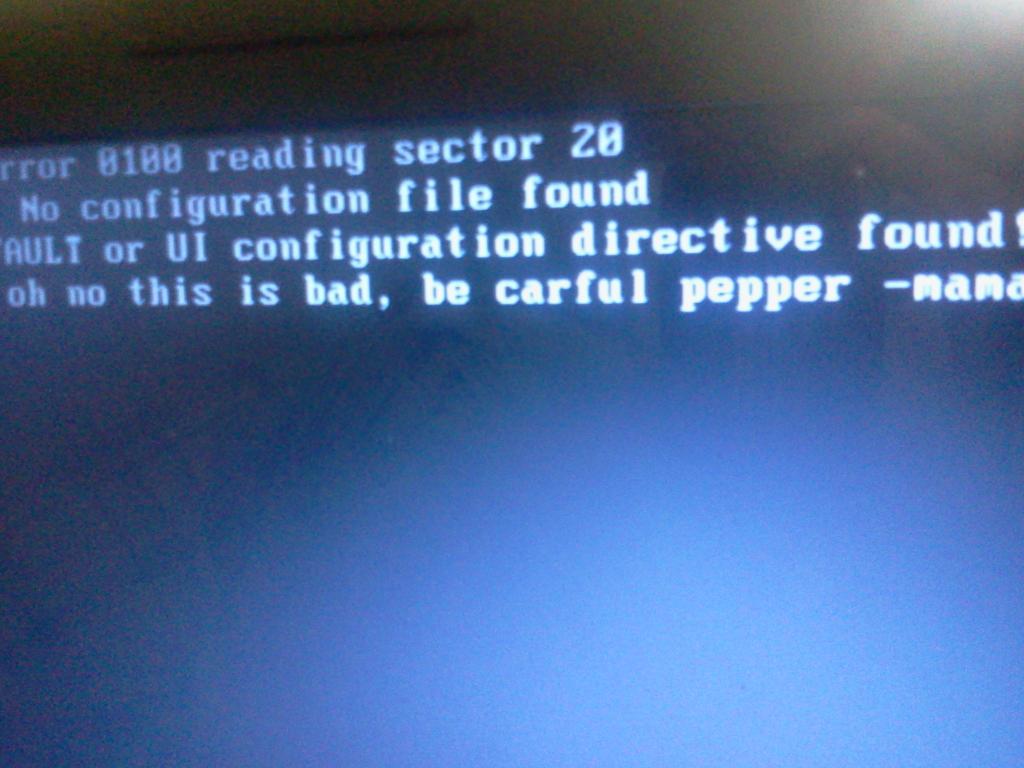 rror 0100 reading sector 20
No configuration file found
AULT or UI configuration directive found!
oh no this is bad, be carful pepper -mama